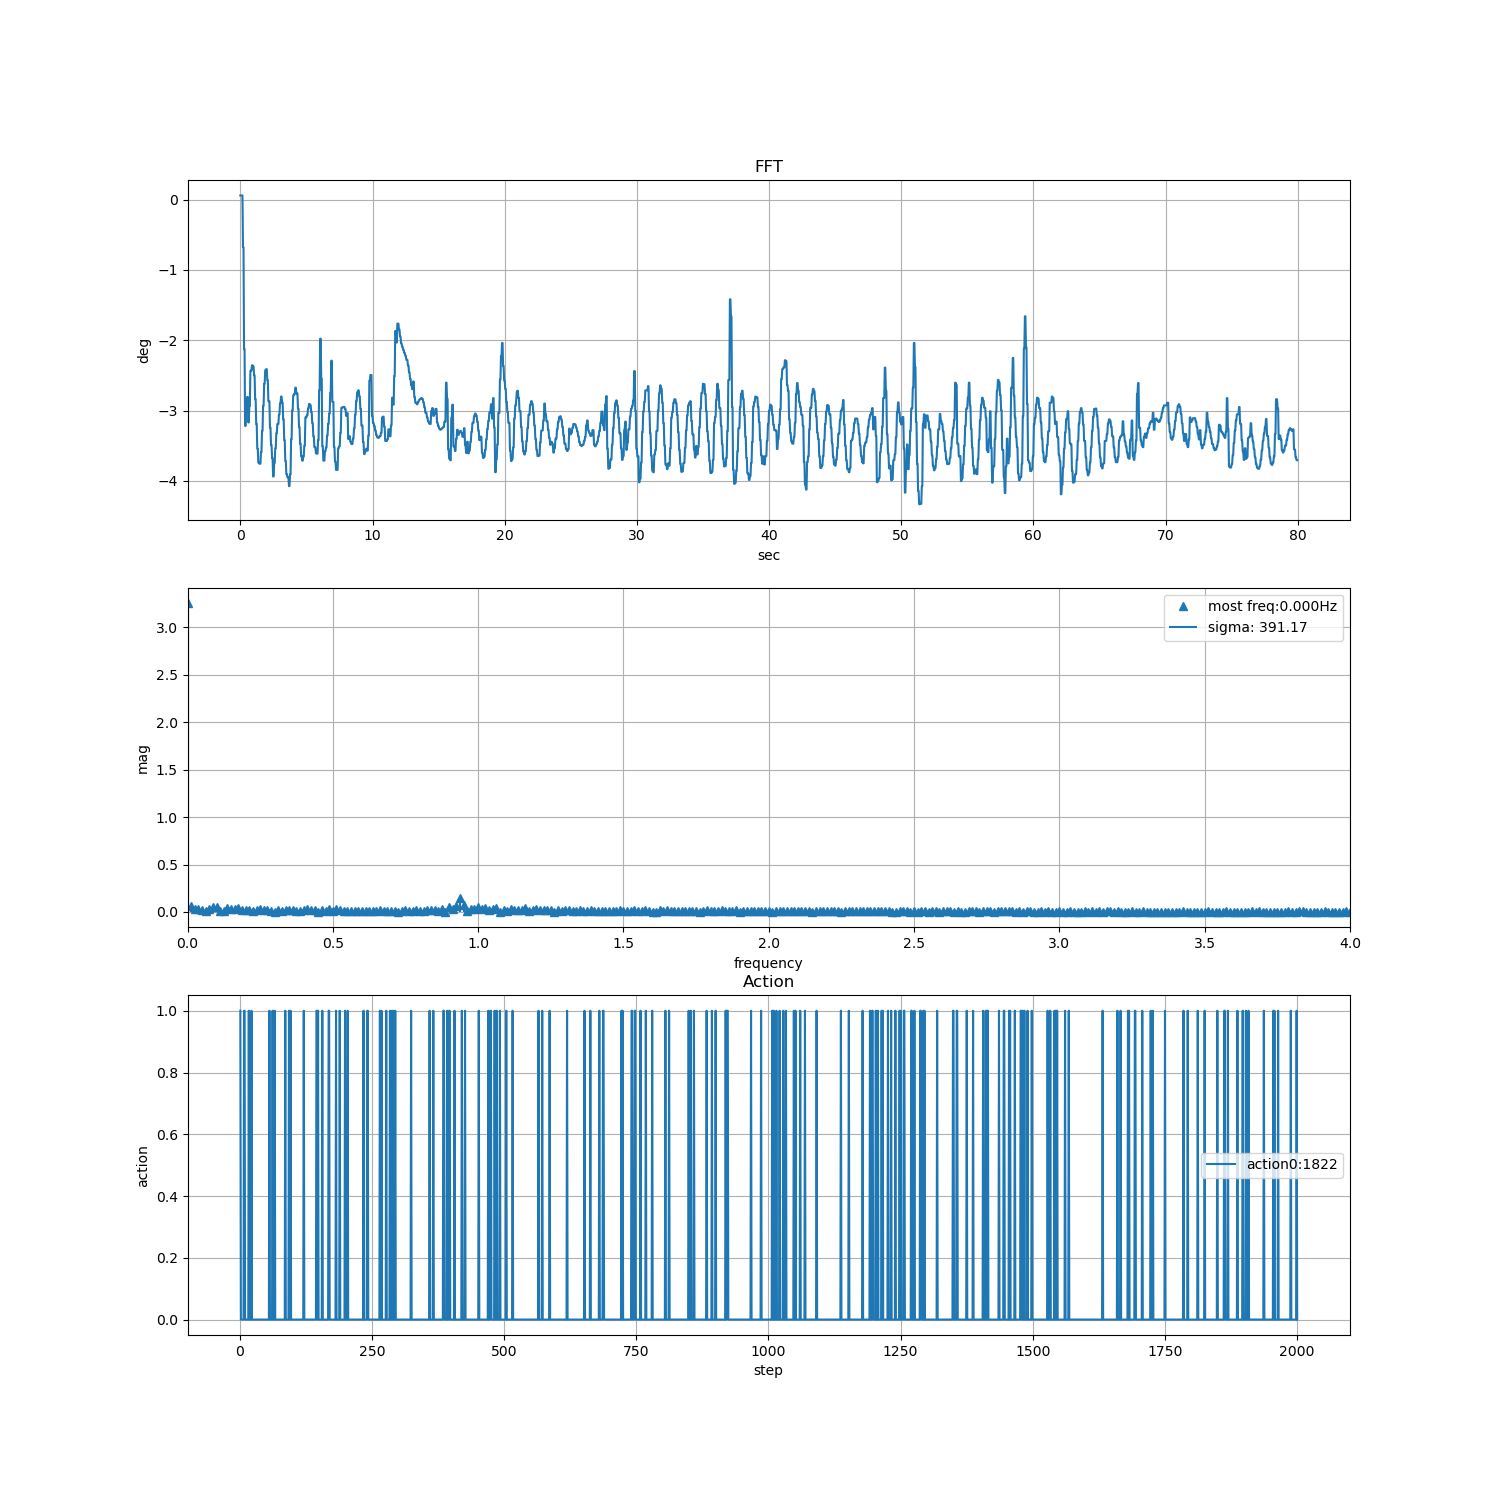 FFT
0
−1
−2
−3
−4
deg
0 10 20 30 40 50 60 70 80
sec
most freq:0.000Hz
sigma: 391.17
3.0
2.5
2.0
1.5
1.0
0.5
0.0
mag
0.0 0.5 1.0 1.5 2.0 2.5 3.0 3.5 4.0
frequency
Action
1.0
0.8
0.6
0.4
0.2
0.0
action
action0:1822
0 250 500 750 1000 1250 1500 1750 2000
step